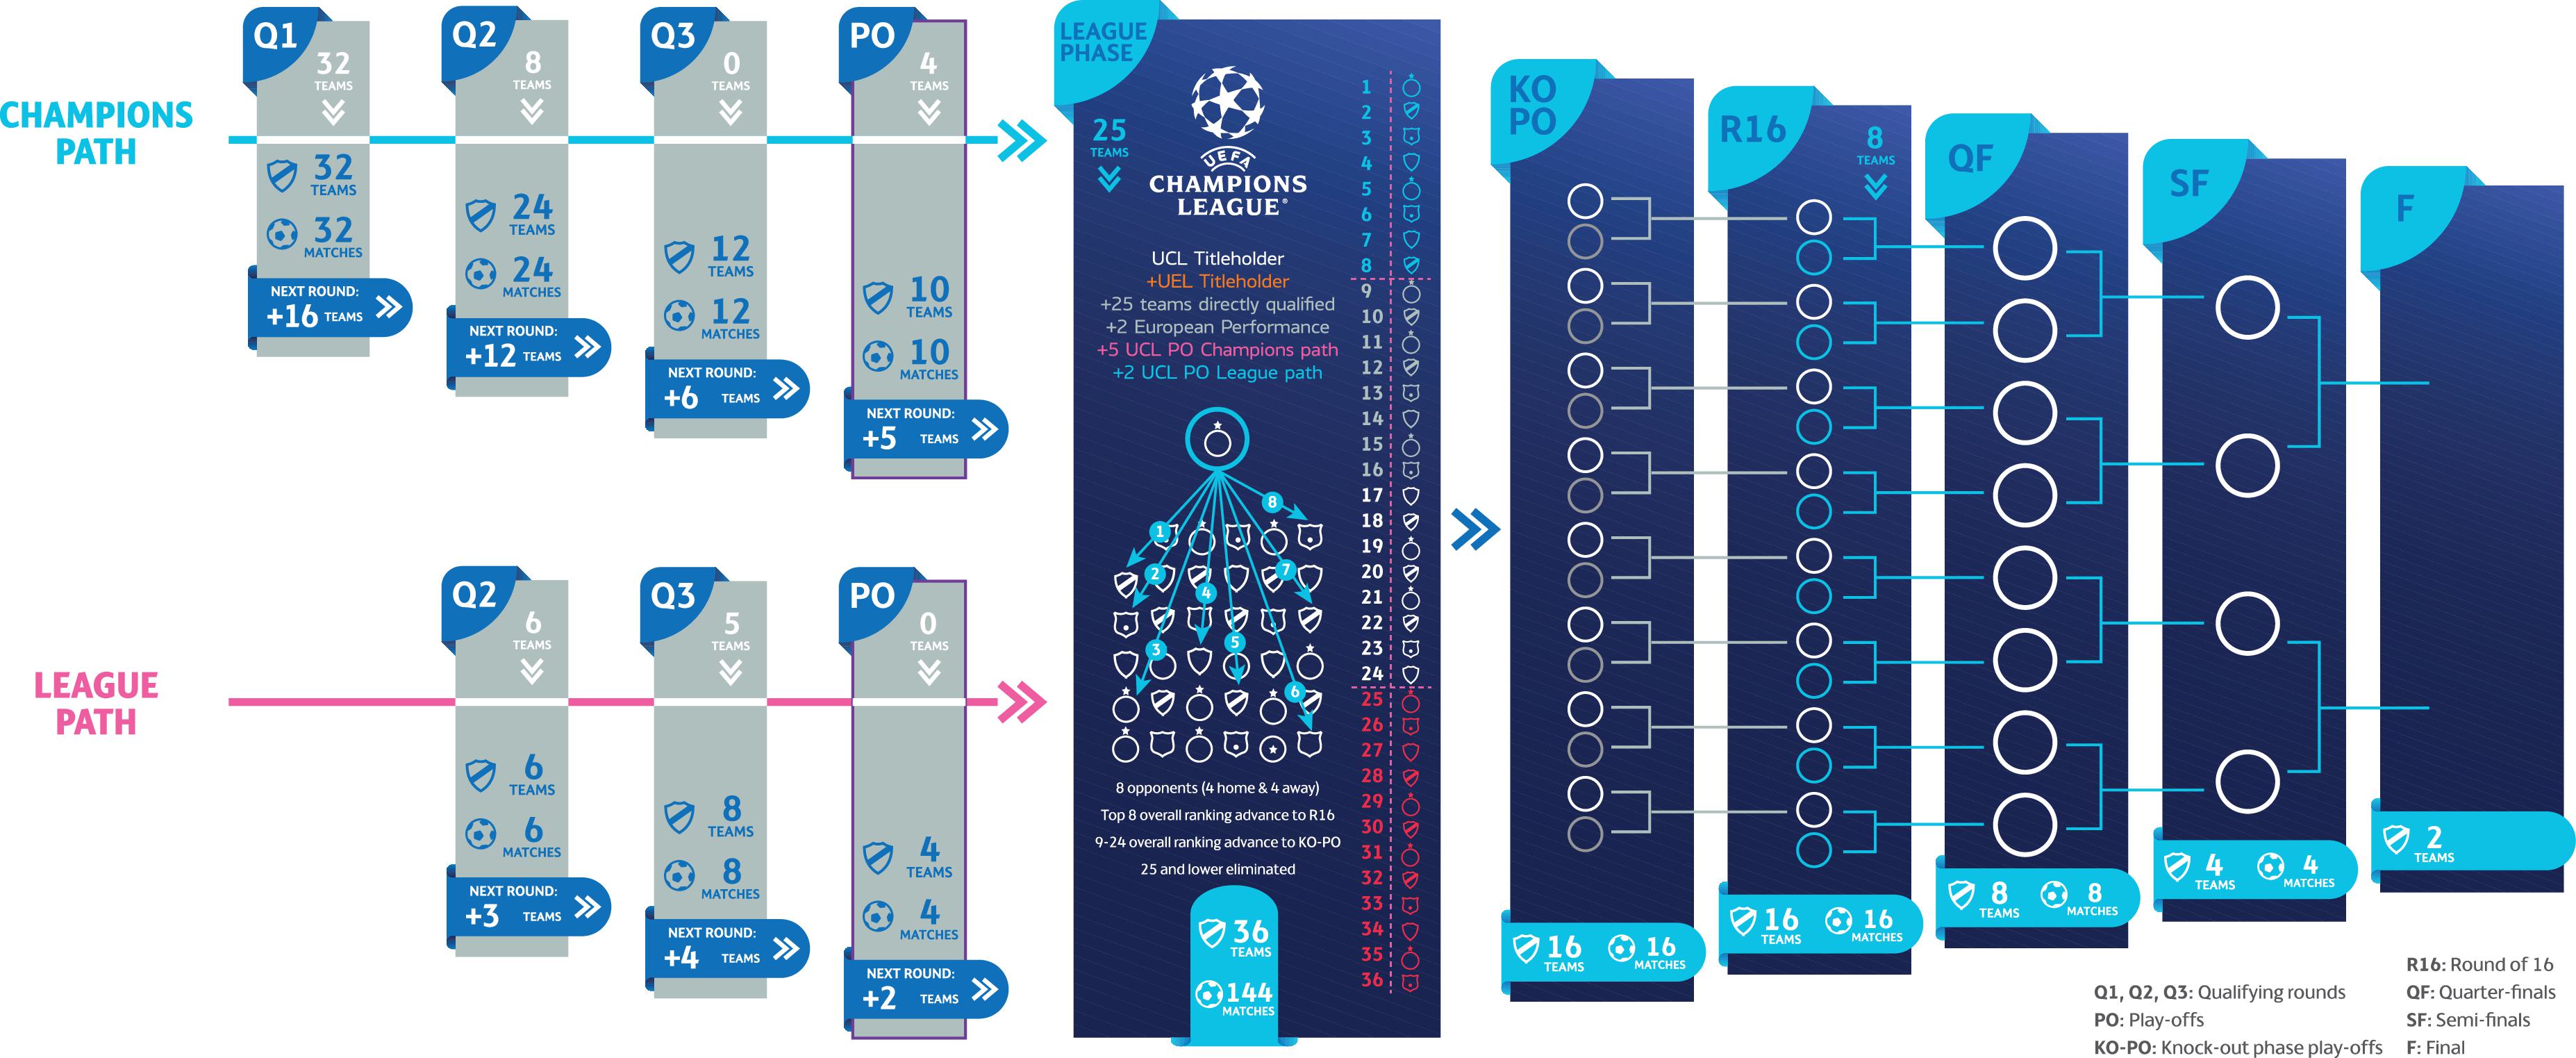 CHAMPIONS
PATH
Q1
32
TEAMS
32
TEAMS
32
MATCHES
NEXT ROUND:
+16 TEAMS
Q2
8
TEAMS
24
TEAMS
24
MATCHES
NEXT ROUND:
+12 TEAMS
Q3
0
TEAMS
12
TEAMS
12
MATCHES
NEXT ROUND:
+6 TEAMS
PO
4
TEAMS
10
TEAMS
10
MATCHES
NEXT ROUND:
+5 TEAMS
LEAGUE
PATH
Q2
6
TEAMS
6
TEAMS
6
MATCHES
NEXT ROUND:
+3 TEAMS
Q3
5
TEAMS
8
TEAMS
8
MATCHES
NEXT ROUND:
+4 TEAMS
PO
0
TEAMS
4
TEAMS
4
MATCHES
NEXT ROUND:
+2 TEAMS
LEAGUE
PHASE
25
TEAMS
UEFA
CHAMPIONS
LEAGUE®
UCL Titleholder
+UEL Titleholder
+25 teams directly qualified
+2 European Performance
+5 UCL PO Champions path
+2 UCL PO League path
8
1
2
7
4
5
3
6
8 opponents (4 home & 4 away)
Top 8 overall ranking advance to R16
9-24 overall ranking advance to KO-PO
25 and lower eliminated
36
TEAMS
144
MATCHES
1
2
3
4
5
6
7
8
9
10
11
12
13
14
15
16
17
18
19
20
21
22
23
24
25
26
27
28
29
30
31
32
33
34
35
36
KO
PO
16
TEAMS
16
MATCHES
R16
8
TEAMS
16
TEAMS
16
MATCHES
QF
8
TEAMS
8
MATCHES
SF
4
TEAMS
4
MATCHES
F
2
TEAMS
Q1, Q2, Q3: Qualifying rounds
PO: Play-offs
KO-PO: Knock-out phase play-offs
R16: Round of 16
QF: Quarter-finals
SF: Semi-finals
F: Final